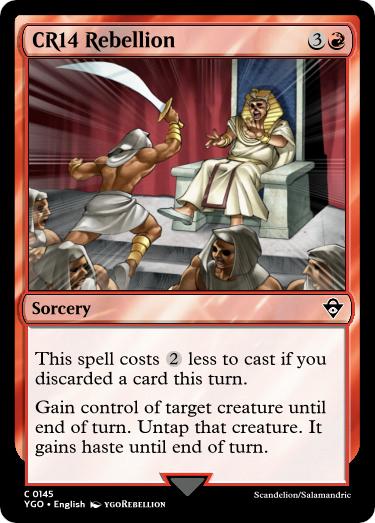 CR14 Rebellion 3
Sorcery
This spell costs 2 less to cast if you
discarded a card this turn.
Gain control of target creature until
end of turn. Untap that creature. It
gains haste until end of turn.
C 0145
YGO • English YGOREBELLION
Scandelion/Salamandric